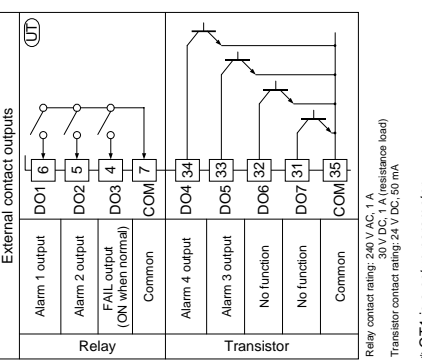 External contact outputs
UT
Relay
Alarm 1 output
DO1
6
Alarm 2 output
DO2
5
FAIL output
(ON when normal)
DO3
4
Common
COM
7
Transistor
Alarm 4 output
DO4
34
Alarm 3 output
DO5
33
No function
DO6
32
No function
DO7
31
Common
COM
35
Relay contact rating: 240 V AC, 1 A
30 V DC, 1 A (resistance load)
Transistor contact rating: 24 V DC, 50 mA